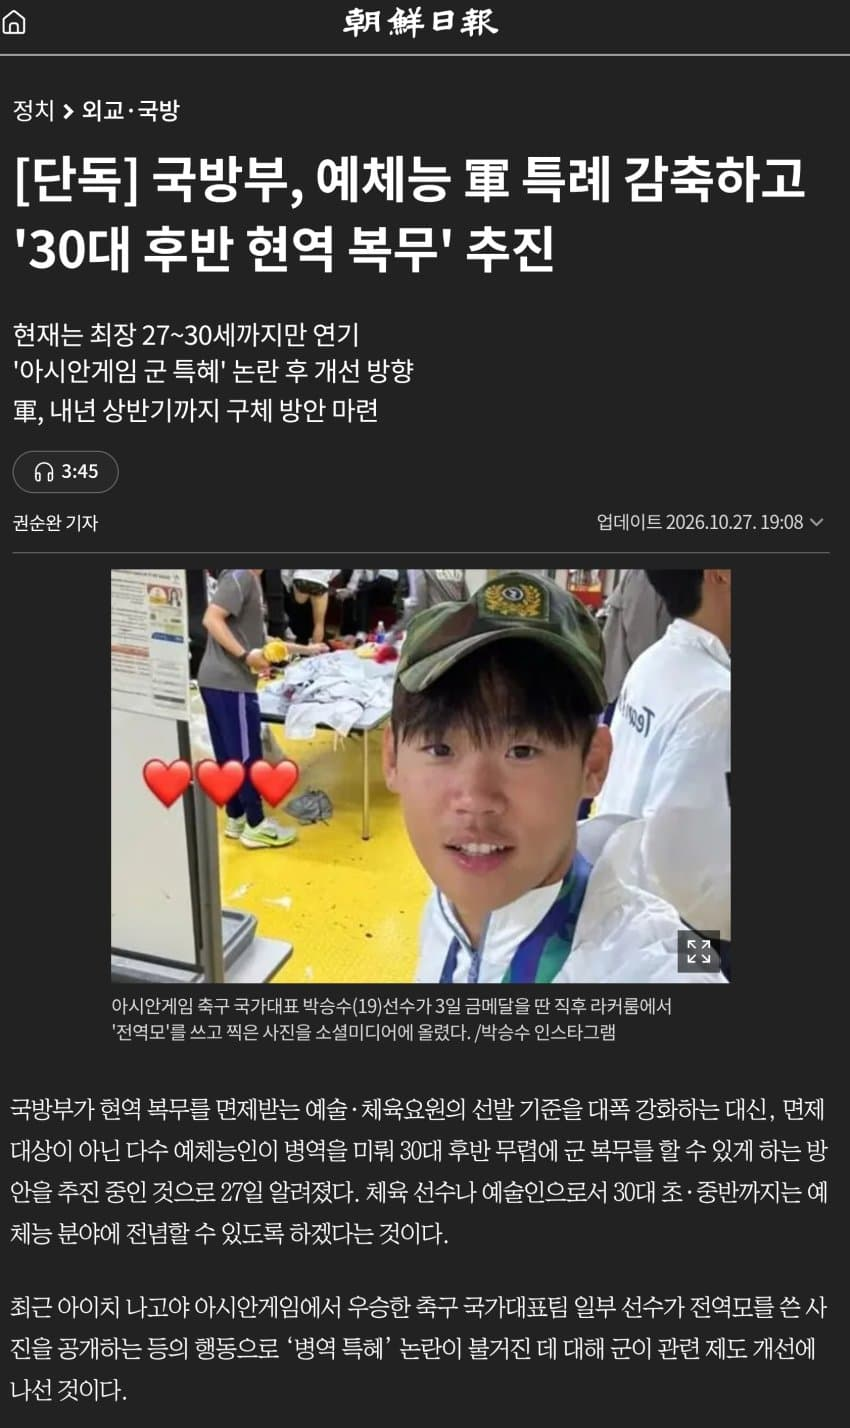 朝鮮日報
정치 > 외교·국방
[단독] 국방부, 예체능 軍 특례 감축하고
'30대 후반 현역 복무' 추진
현재는 최장 27~30세까지만 연기
'아시안게임 군 특혜' 논란 후 개선 방향
軍, 내년 상반기까지 구체 방안 마련
3:45
권순완 기자
업데이트 2026.10.27. 19:08
아시안게임 축구 국가대표 박승수(19)선수가 3일 금메달을 딴 직후 라커룸에서
'전역모'를 쓰고 찍은 사진을 소셜미디어에 올렸다. /박승수 인스타그램
국방부가 현역 복무를 면제받는 예술·체육요원의 선발 기준을 대폭 강화하는 대신, 면제
대상이 아닌 다수 예체능인이 병역을 미뤄 30대 후반 무렵에 군 복무를 할 수 있게 하는 방
안을 추진 중인 것으로 27일 알려졌다. 체육 선수나 예술인으로서 30대 초·중반까지는 예
체능 분야에 전념할 수 있도록 하겠다는 것이다.
최근 아이치 나고야 아시안게임에서 우승한 축구 국가대표팀 일부 선수가 전역모를 쓴 사
진을 공개하는 등의 행동으로 ‘병역 특혜’ 논란이 불거진 데 대해 군이 관련 제도 개선에
나선 것이다.